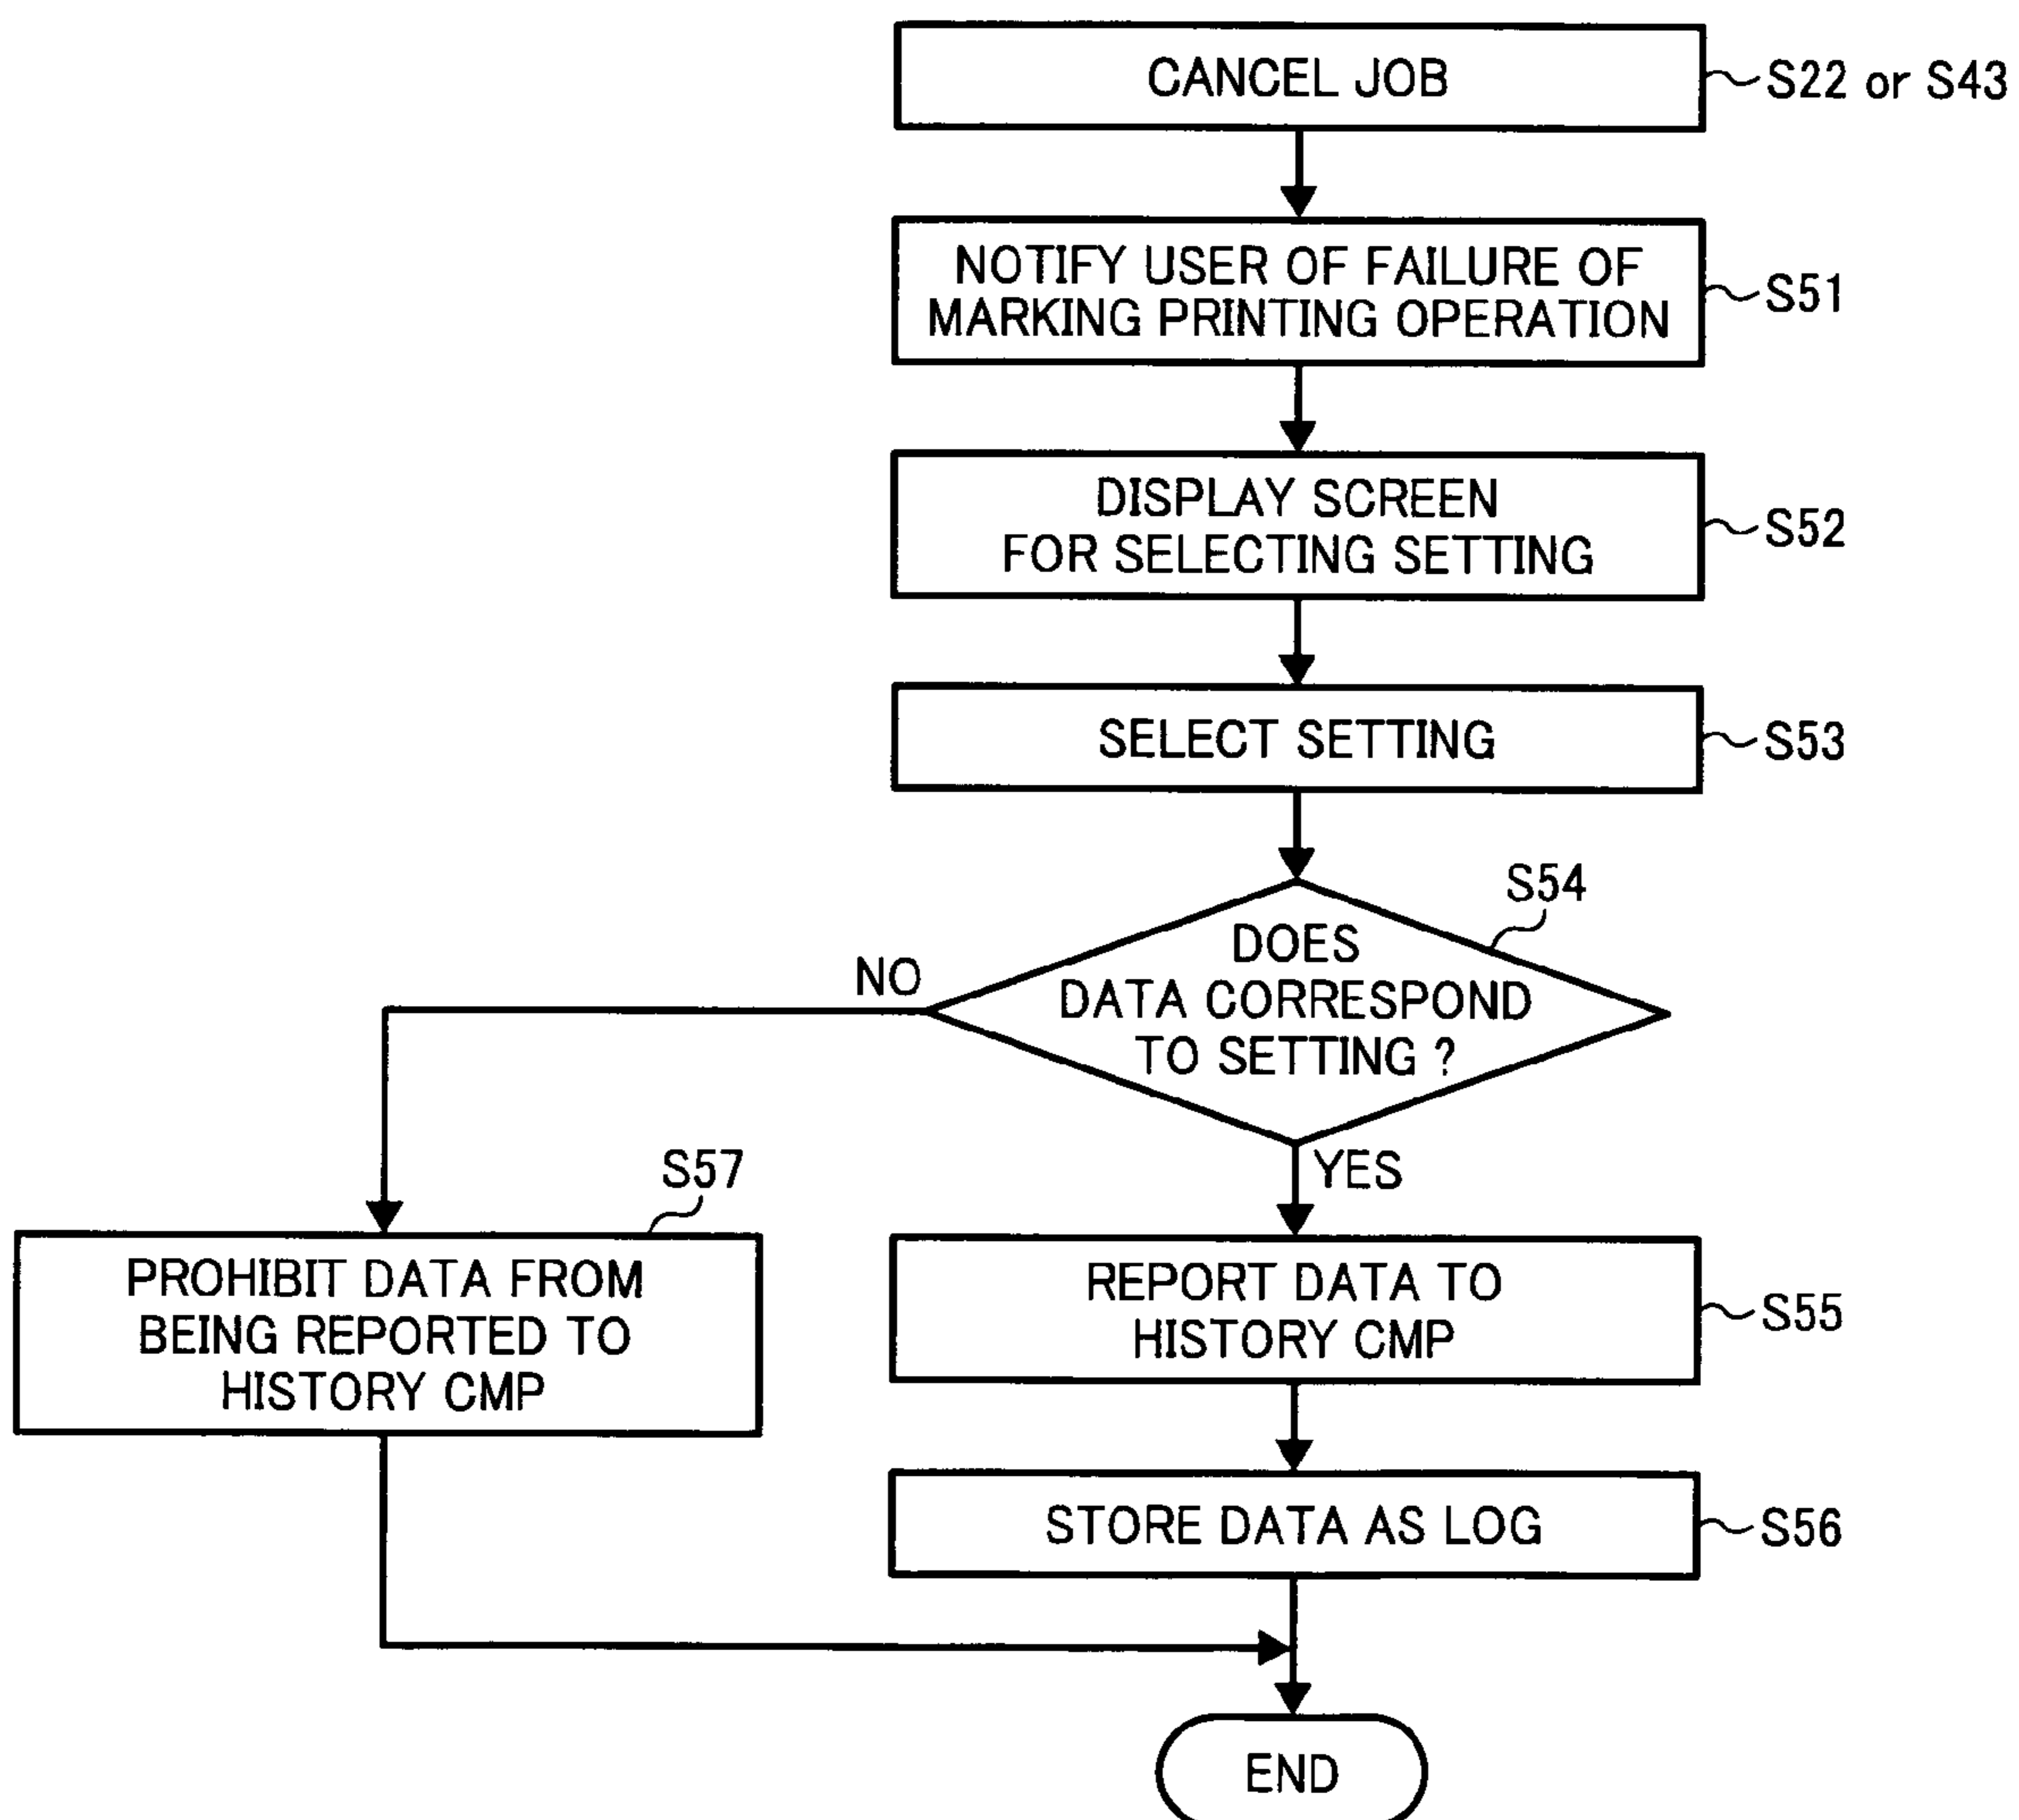 CANCEL JOB
S22 or S43
NOTIFY USER OF FAILURE OF
MARKING PRINTING OPERATION
S51
DISPLAY SCREEN
FOR SELECTING SETTING
S52
SELECT SETTING
S53
S54
DOES
DATA CORRESPOND
TO SETTING ?
NO
YES
S57
PROHIBIT DATA FROM
BEING REPORTED TO
HISTORY CMP
REPORT DATA TO
HISTORY CMP
S55
STORE DATA AS LOG
S56
END